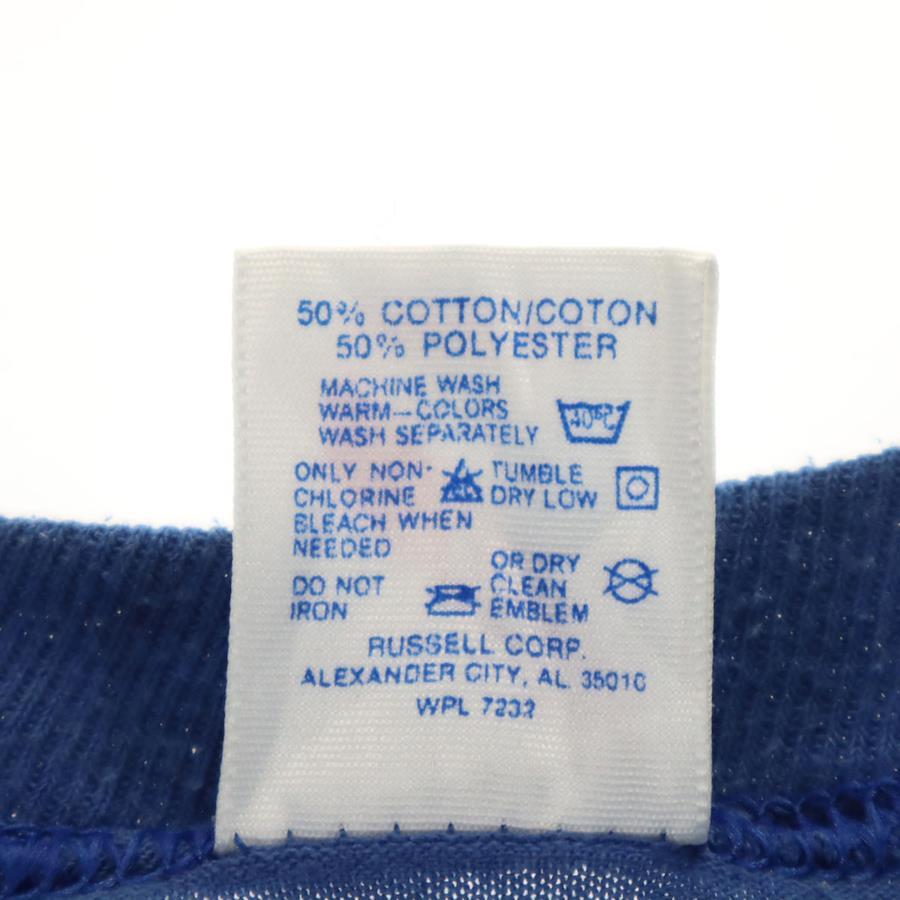 50% COTTON/COTON
50% POLYESTER
MACHINE WASH
WARM—COLORS
WASH SEPARATELY
40°C
ONLY NON-
CHLORINE
BLEACH WHEN
NEEDED
TUMBLE
DRY LOW
DO NOT
IRON
OR DRY
CLEAN
EMBLEM
RUSSELL CORP.
ALEXANDER CITY, AL. 35010
WPL 7232